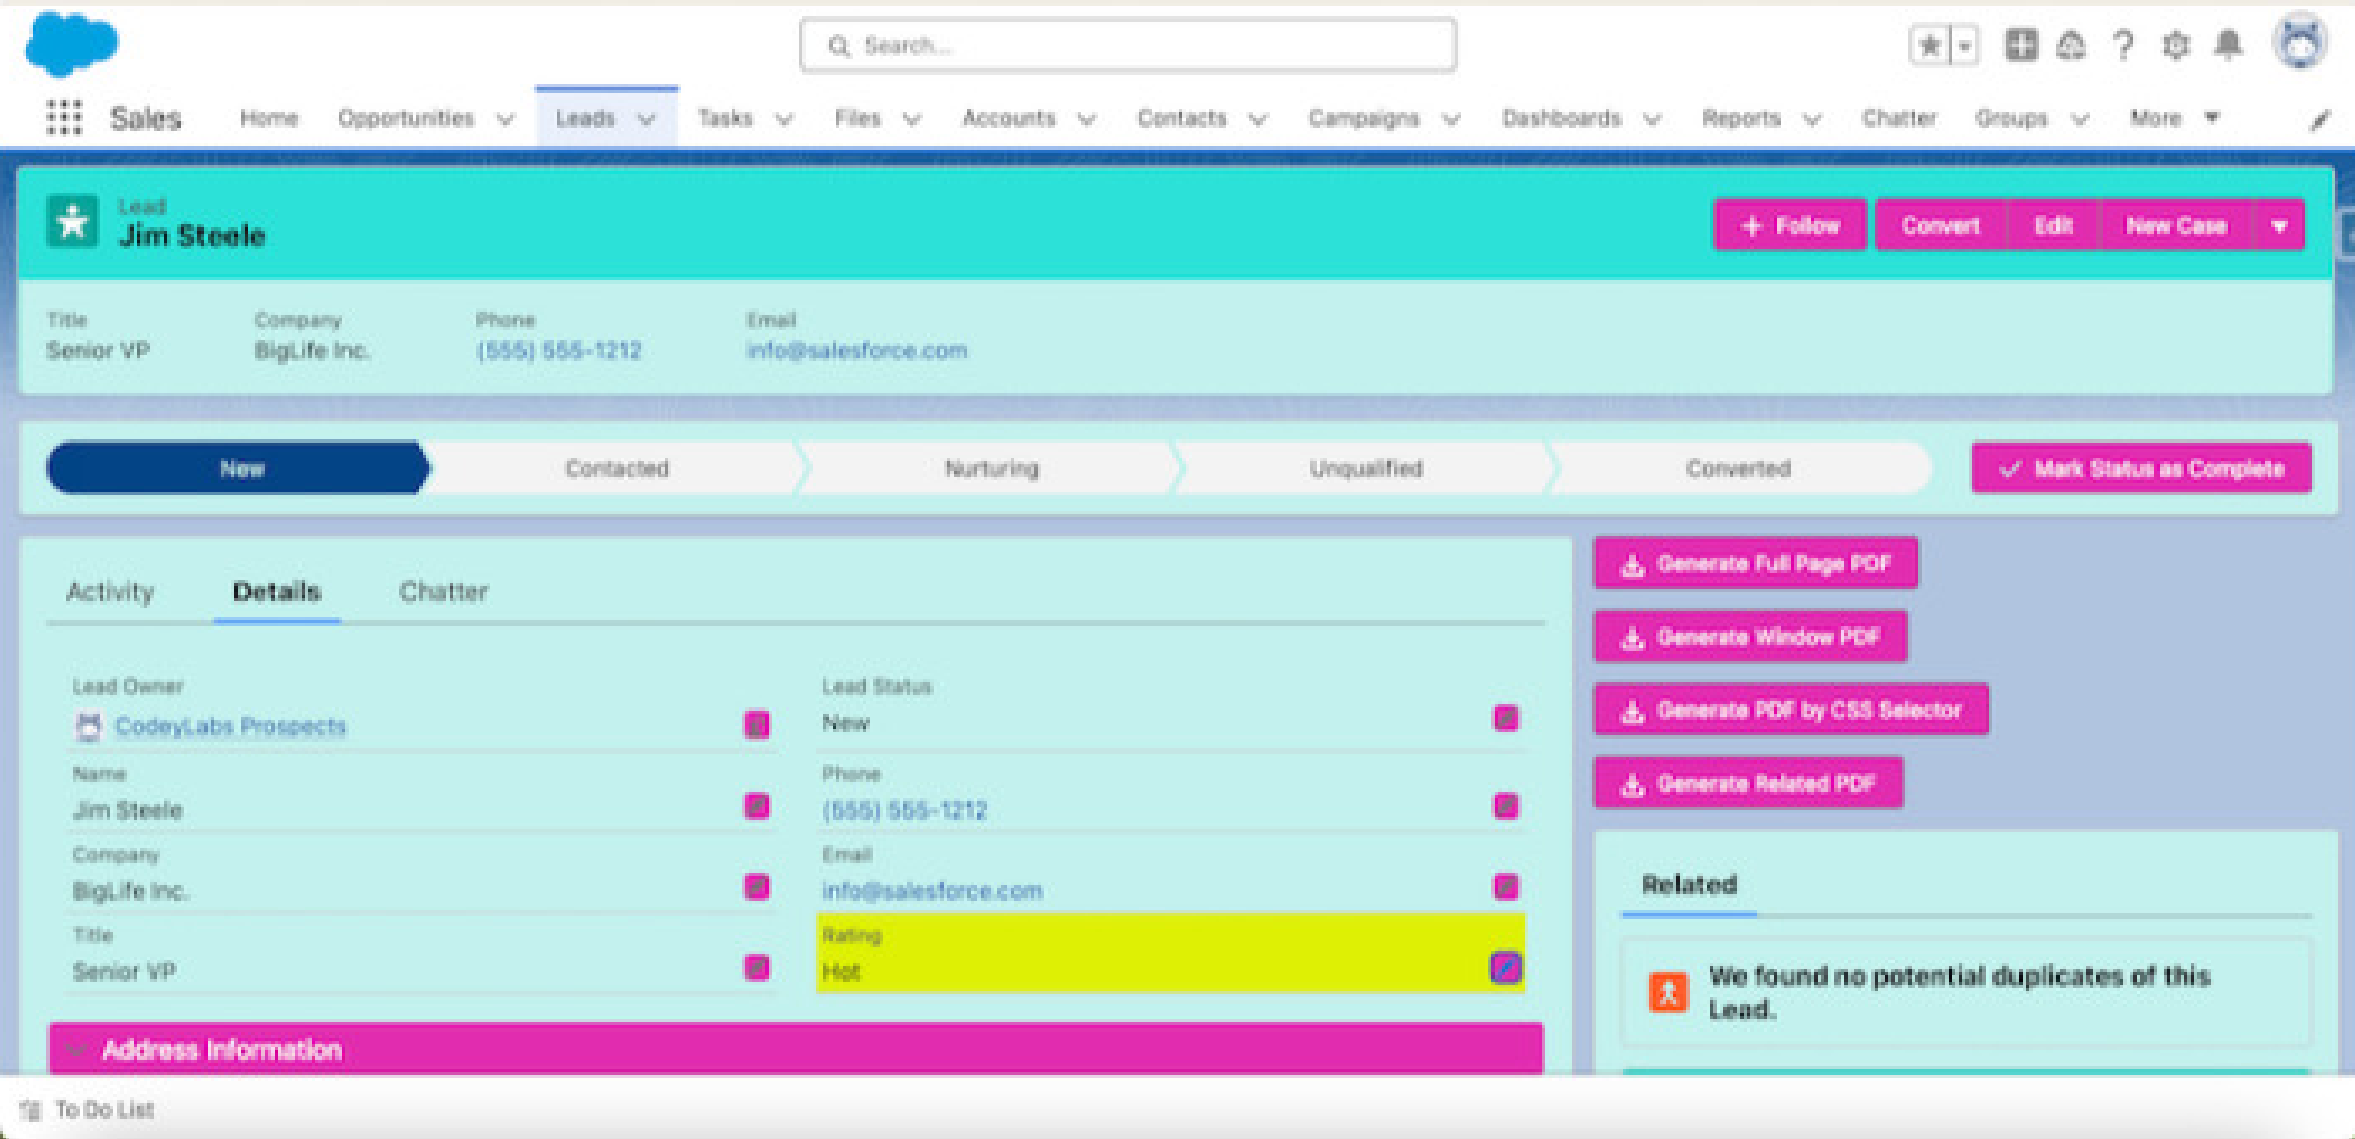 Search...
Sales Home Opportunities Leads Tasks Files Accounts Contacts Campaigns Dashboards Reports Chatter Groups More
Lead
Jim Steele
+ Follow Convert Edit New Case
Title Company Phone Email
Senior VP BigLife Inc. (555) 555-1212 info@salesforce.com
New Contacted Nurturing Unqualified Converted Mark Status as Complete
Activity Details Chatter
Lead Owner
CodeyLabs Prospects
Lead Status
New
Name
Jim Steele
Phone
(555) 555-1212
Company
BigLife Inc.
Email
info@salesforce.com
Title
Senior VP
Rating
Hot
Address Information
Generate Full Page PDF
Generate Window PDF
Generate PDF by CSS Selector
Generate Related PDF
Related
We found no potential duplicates of this
Lead.
To Do List